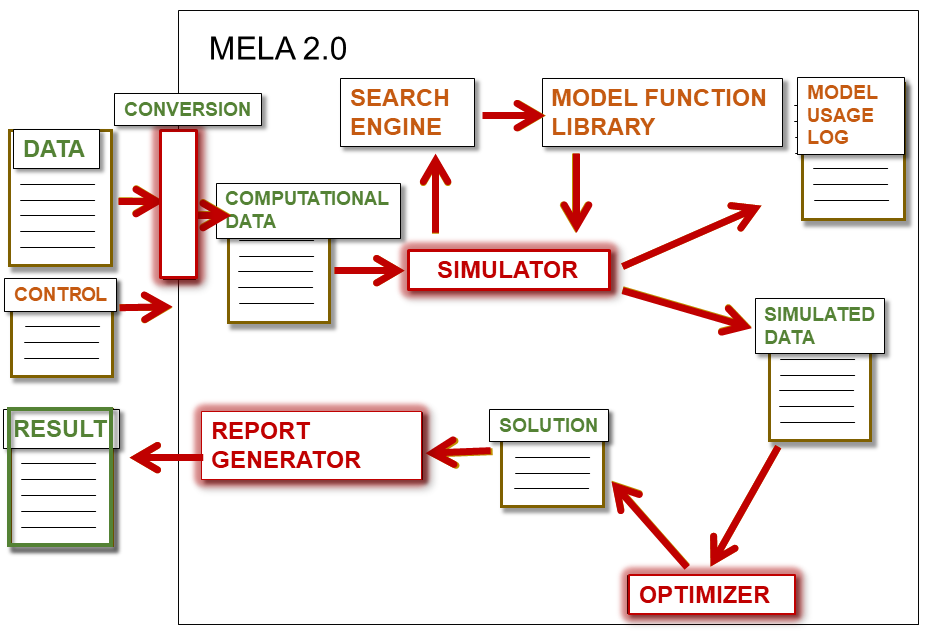 MELA 2.0
CONVERSION
DATA
SEARCH
ENGINE
MODEL FUNCTION
LIBRARY
MODEL
USAGE
LOG
COMPUTATIONAL
DATA
SIMULATOR
CONTROL
SIMULATED
DATA
RESULT
REPORT
GENERATOR
SOLUTION
OPTIMIZER